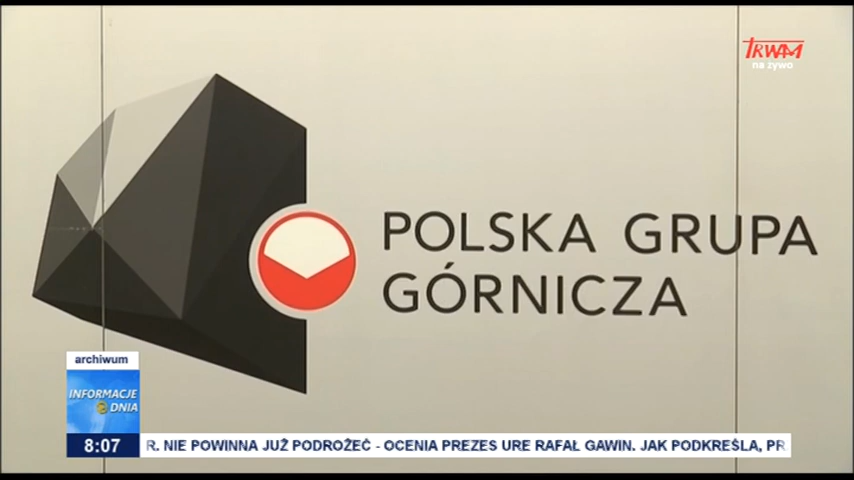 TRWAM
na żywo
POLSKA GRUPA
GÓRNICZA
archiwum
INFORMACJE
DNIA
8:07
R. NIE POWINNA JUŻ PODROŻEĆ - OCENIA PREZES URE RAFAŁ GAWIN. JAK PODKREŚLA, PR